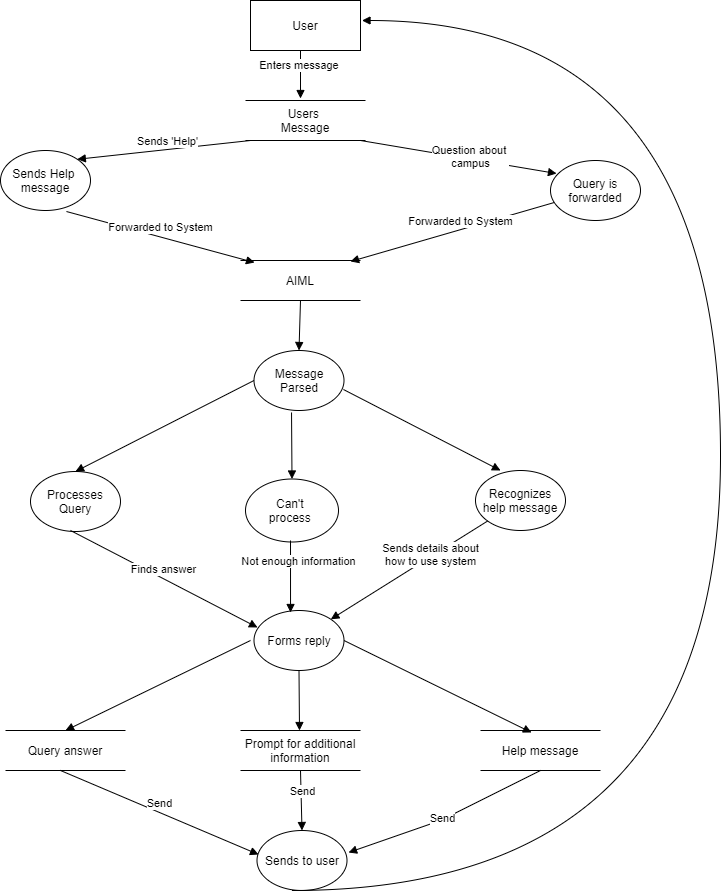 User
Enters message
Users
Message
Sends 'Help'
Question about
campus
Sends Help
message
Query is
forwarded
Forwarded to System
Forwarded to System
AIML
Message
Parsed
Processes
Query
Can't
process
Recognizes
help message
Finds answer
Not enough information
Sends details about
how to use system
Forms reply
Query answer
Prompt for additional
information
Help message
Send
Send
Send
Sends to user